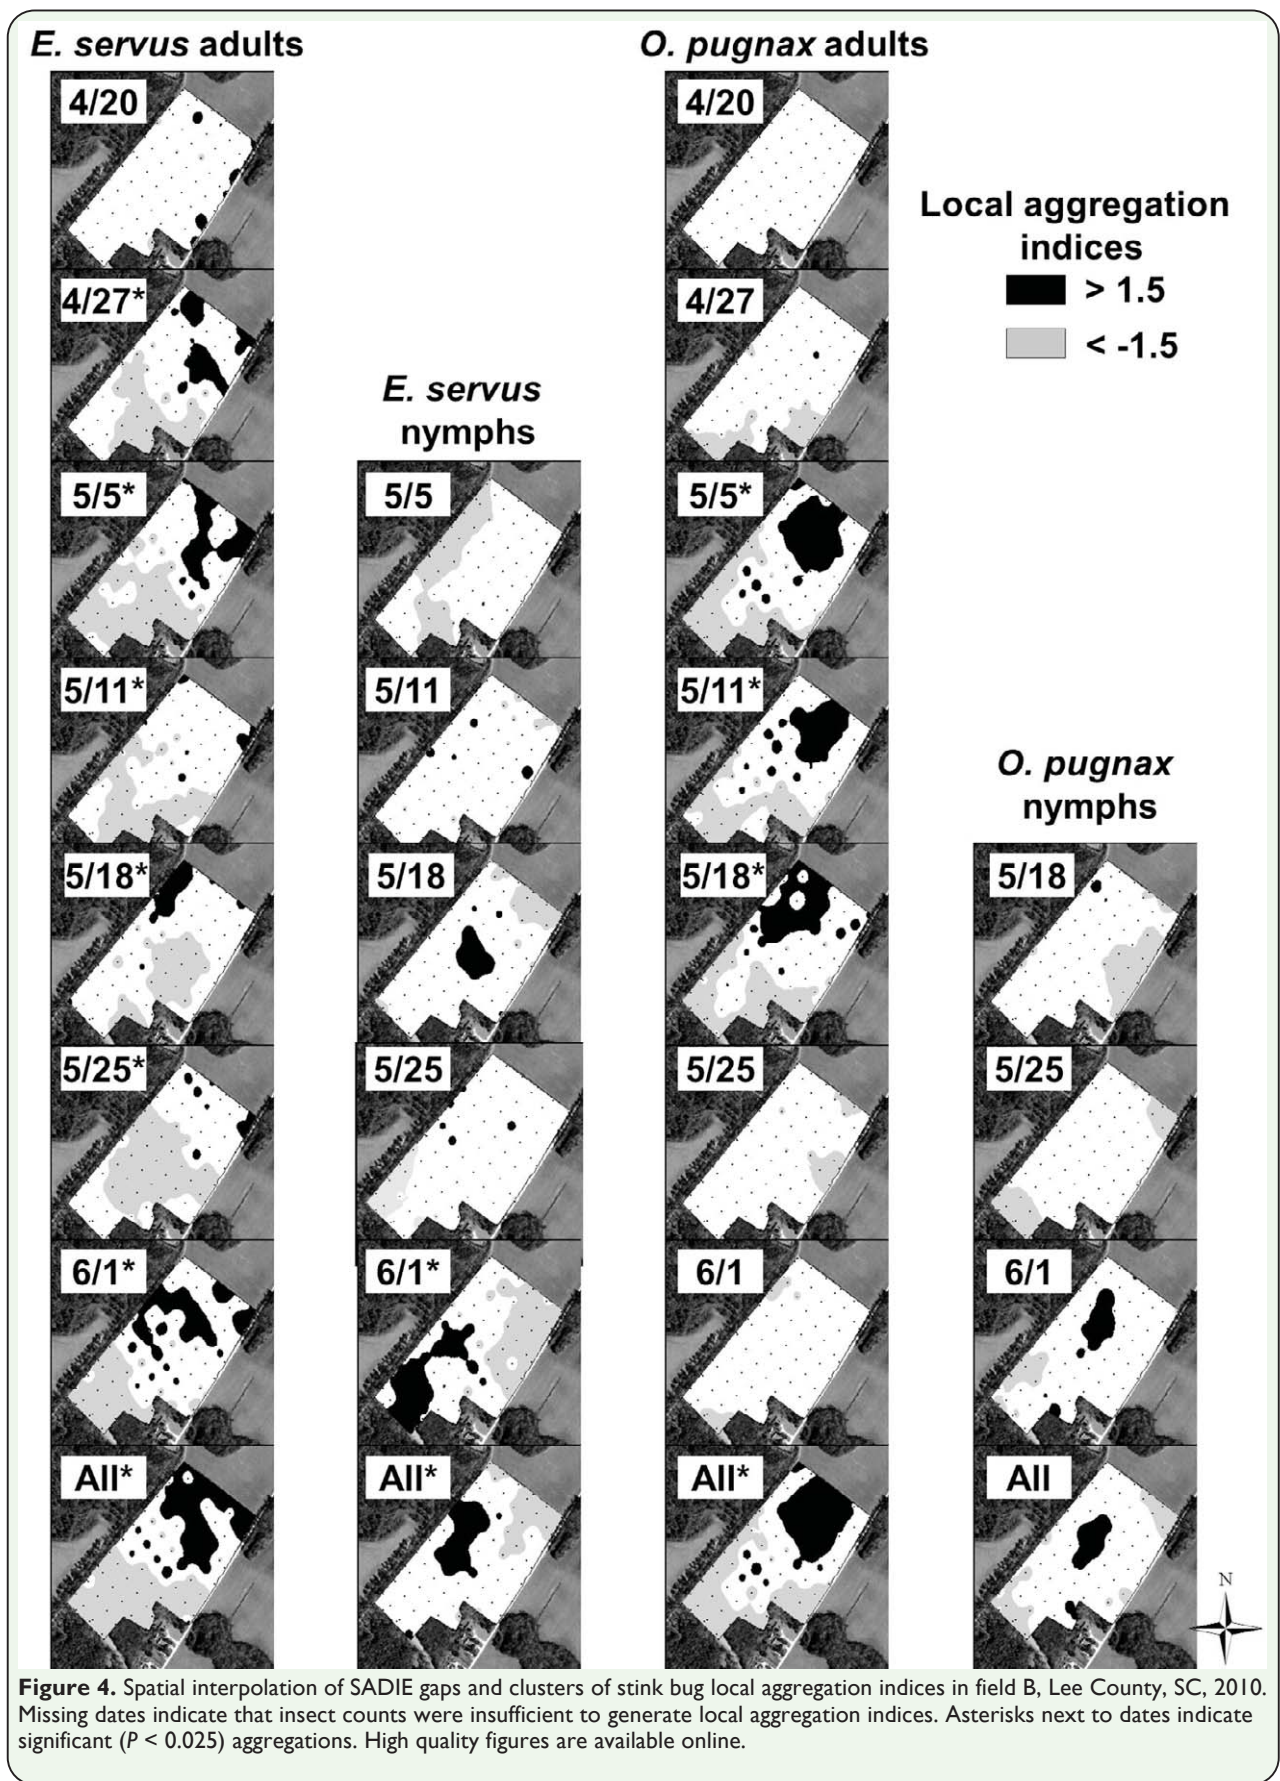 E. servus adults
4/20
4/27*
5/5*
5/11*
5/18*
5/25*
6/1*
All*
E. servus
nymphs
5/5
5/11
5/18
5/25
6/1*
All*
O. pugnax adults
4/20
4/27
5/5*
5/11*
5/18*
5/25
6/1
All*
Local aggregation
indices
> 1.5
< -1.5
O. pugnax
nymphs
5/18
5/25
6/1
All
N
Figure 4. Spatial interpolation of SADIE gaps and clusters of stink bug local aggregation indices in field B, Lee County, SC, 2010.
Missing dates indicate that insect counts were insufficient to generate local aggregation indices. Asterisks next to dates indicate
significant (P < 0.025) aggregations. High quality figures are available online.